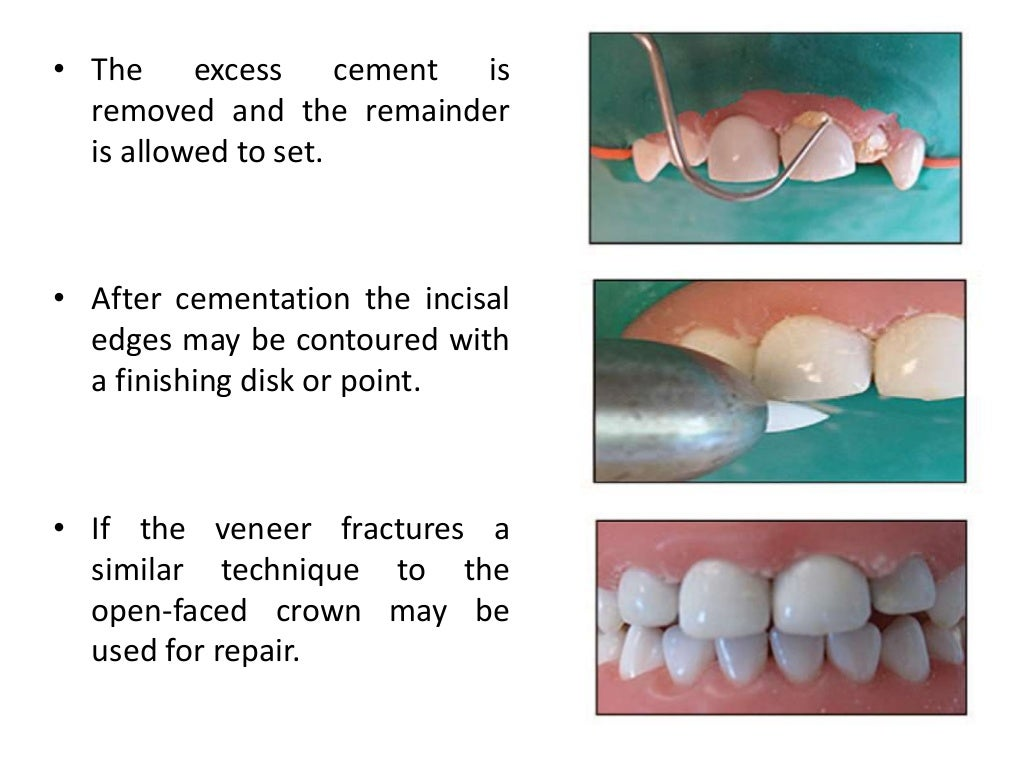 • The excess cement is
removed and the remainder
is allowed to set.
• After cementation the incisal
edges may be contoured with
a finishing disk or point.
• If the veneer fractures a
similar technique to the
open-faced crown may be
used for repair.